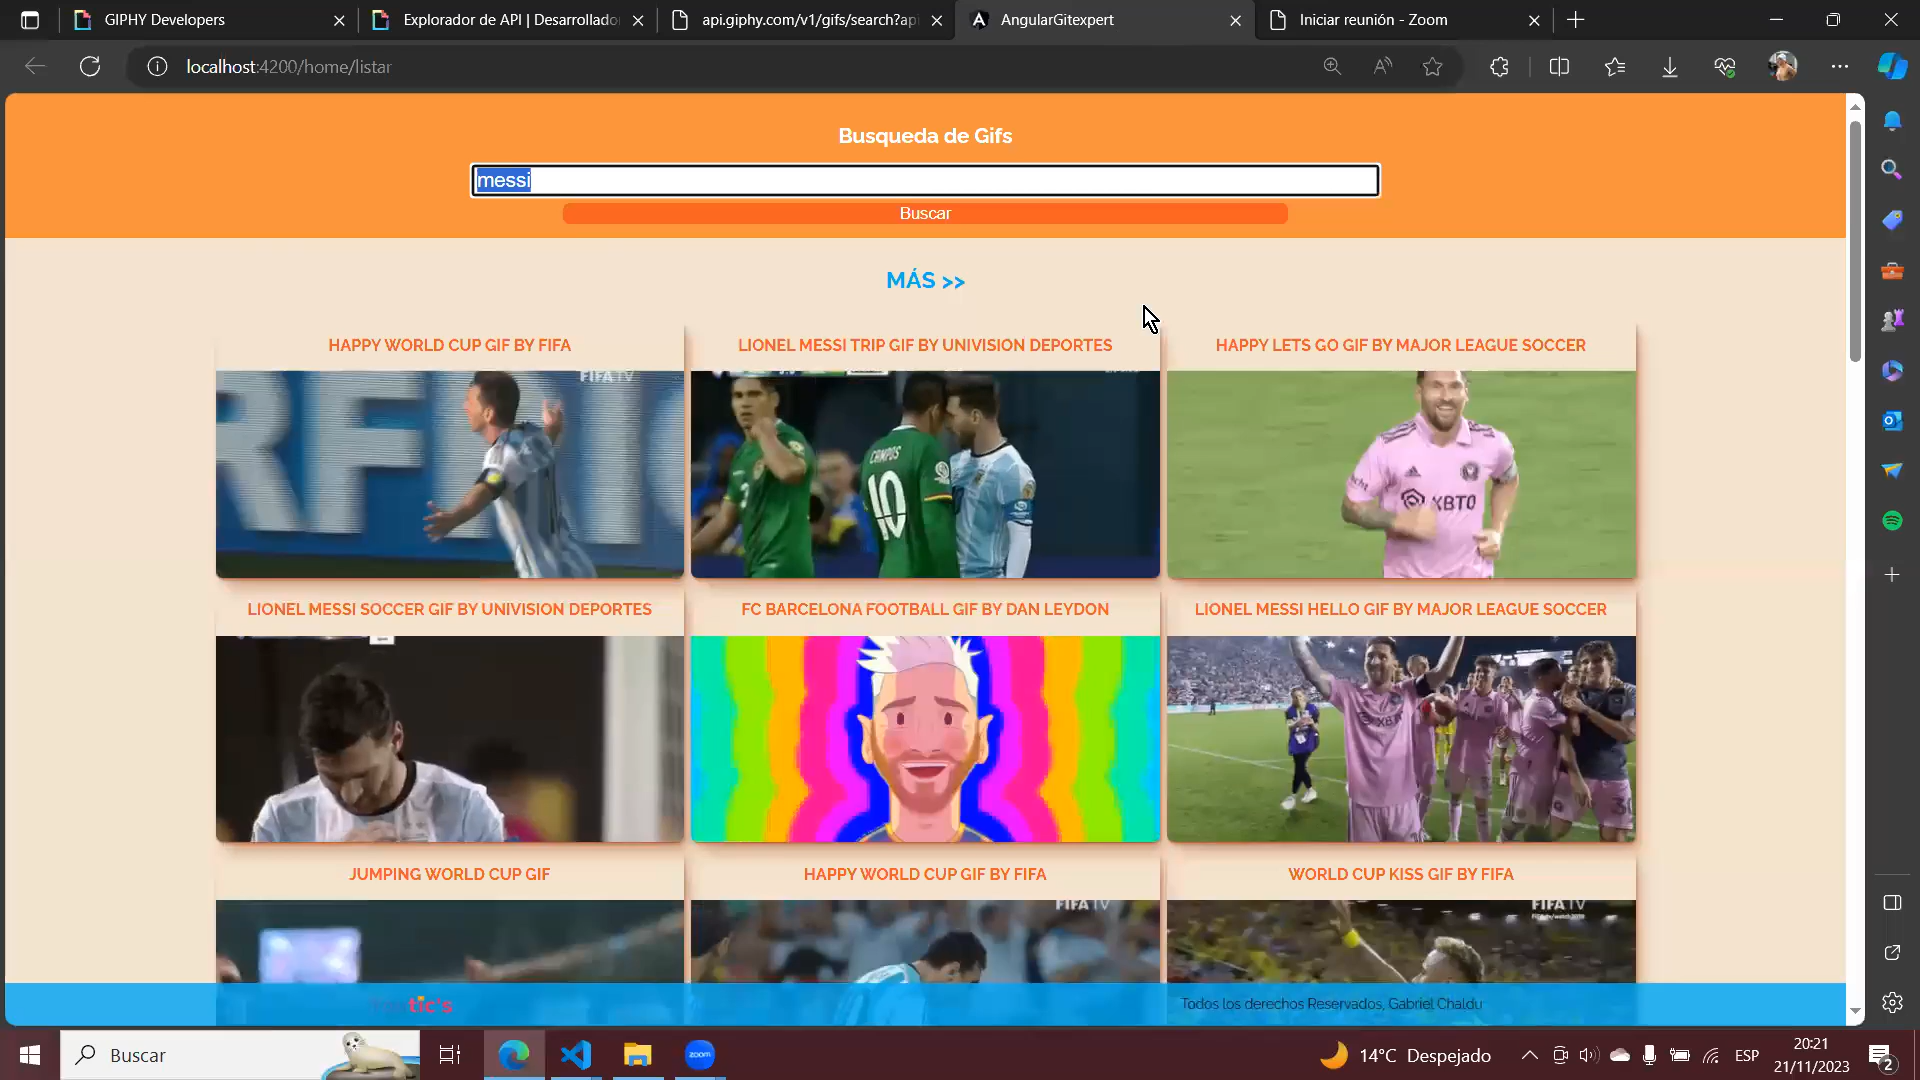 GIPHY Developers
Explorador de API | Desarrollado
api.giphy.com/v1/gifs/search?api
AngularGitexpert
Iniciar reunión - Zoom
localhost:4200/home/listar
Busqueda de Gifs
messi
Buscar
MÁS >>
HAPPY WORLD CUP GIF BY FIFA
LIONEL MESSI TRIP GIF BY UNIVISION DEPORTES
HAPPY LETS GO GIF BY MAJOR LEAGUE SOCCER
FIFA TV
CAMPOS
10
XBTO
LIONEL MESSI SOCCER GIF BY UNIVISION DEPORTES
FC BARCELONA FOOTBALL GIF BY DAN LEYDON
LIONEL MESSI HELLO GIF BY MAJOR LEAGUE SOCCER
JUMPING WORLD CUP GIF
HAPPY WORLD CUP GIF BY FIFA
WORLD CUP KISS GIF BY FIFA
FIFA TV
FIFA TV
tic's
Todos los derechos Reservados, Gabriel Chaldu
Buscar
zoom
14°C Despejado
ESP
20:21
21/11/2023
2